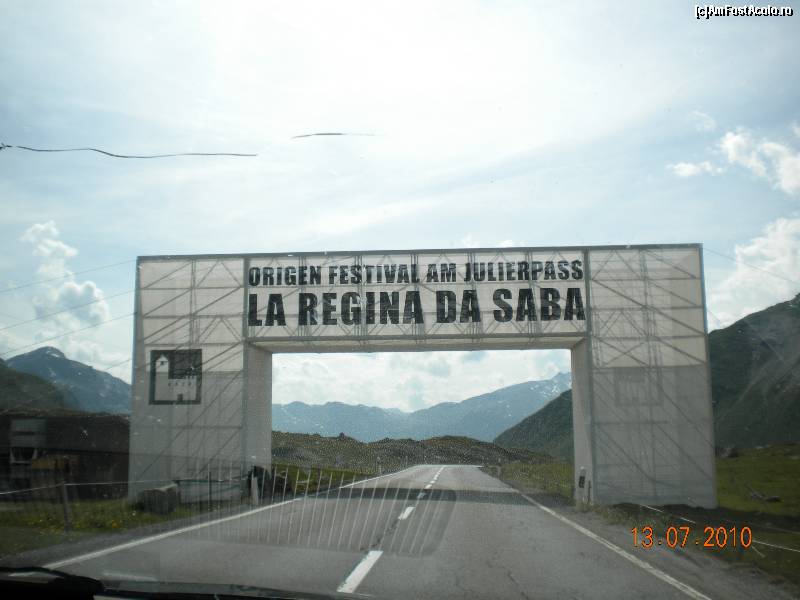 (c)AmFostAcolo.ro
ORIGEN FESTIVAL AM JULIERPASS
LA REGINA DA SABA
13.07.2010